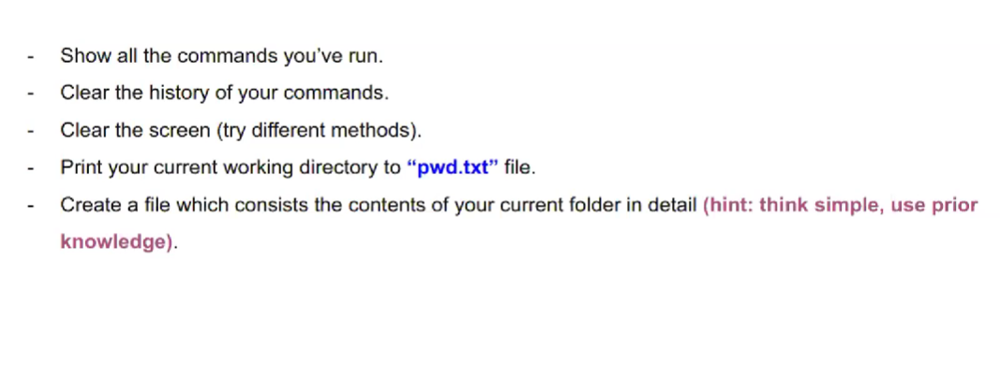 - Show all the commands you’ve run.
- Clear the history of your commands.
- Clear the screen (try different methods).
- Print your current working directory to “pwd.txt” file.
- Create a file which consists the contents of your current folder in detail (hint: think simple, use prior
knowledge).